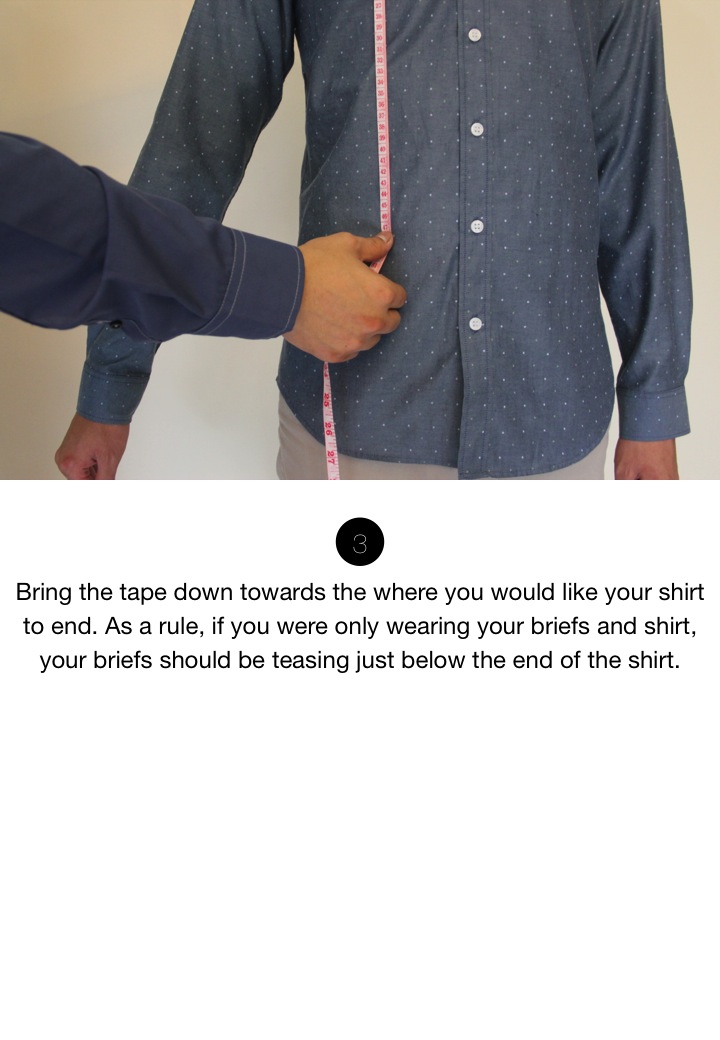 3
Bring the tape down towards the where you would like your shirt
to end. As a rule, if you were only wearing your briefs and shirt,
your briefs should be teasing just below the end of the shirt.